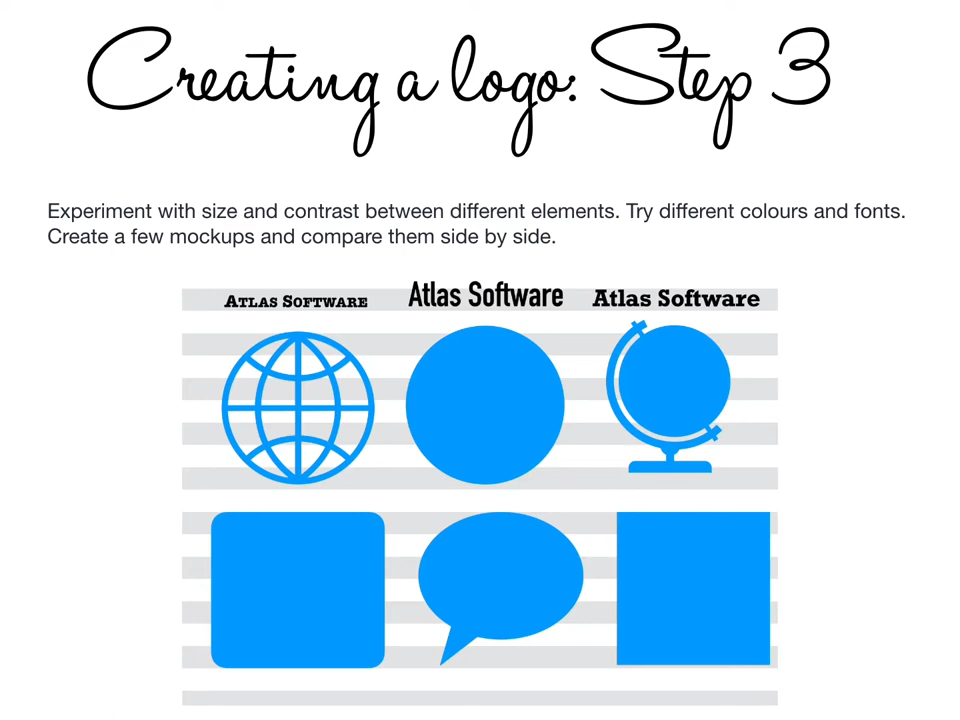 Creating a logo: Step 3
Experiment with size and contrast between different elements. Try different colours and fonts.
Create a few mockups and compare them side by side.
Atlas Software
Atlas Software
Atlas Software